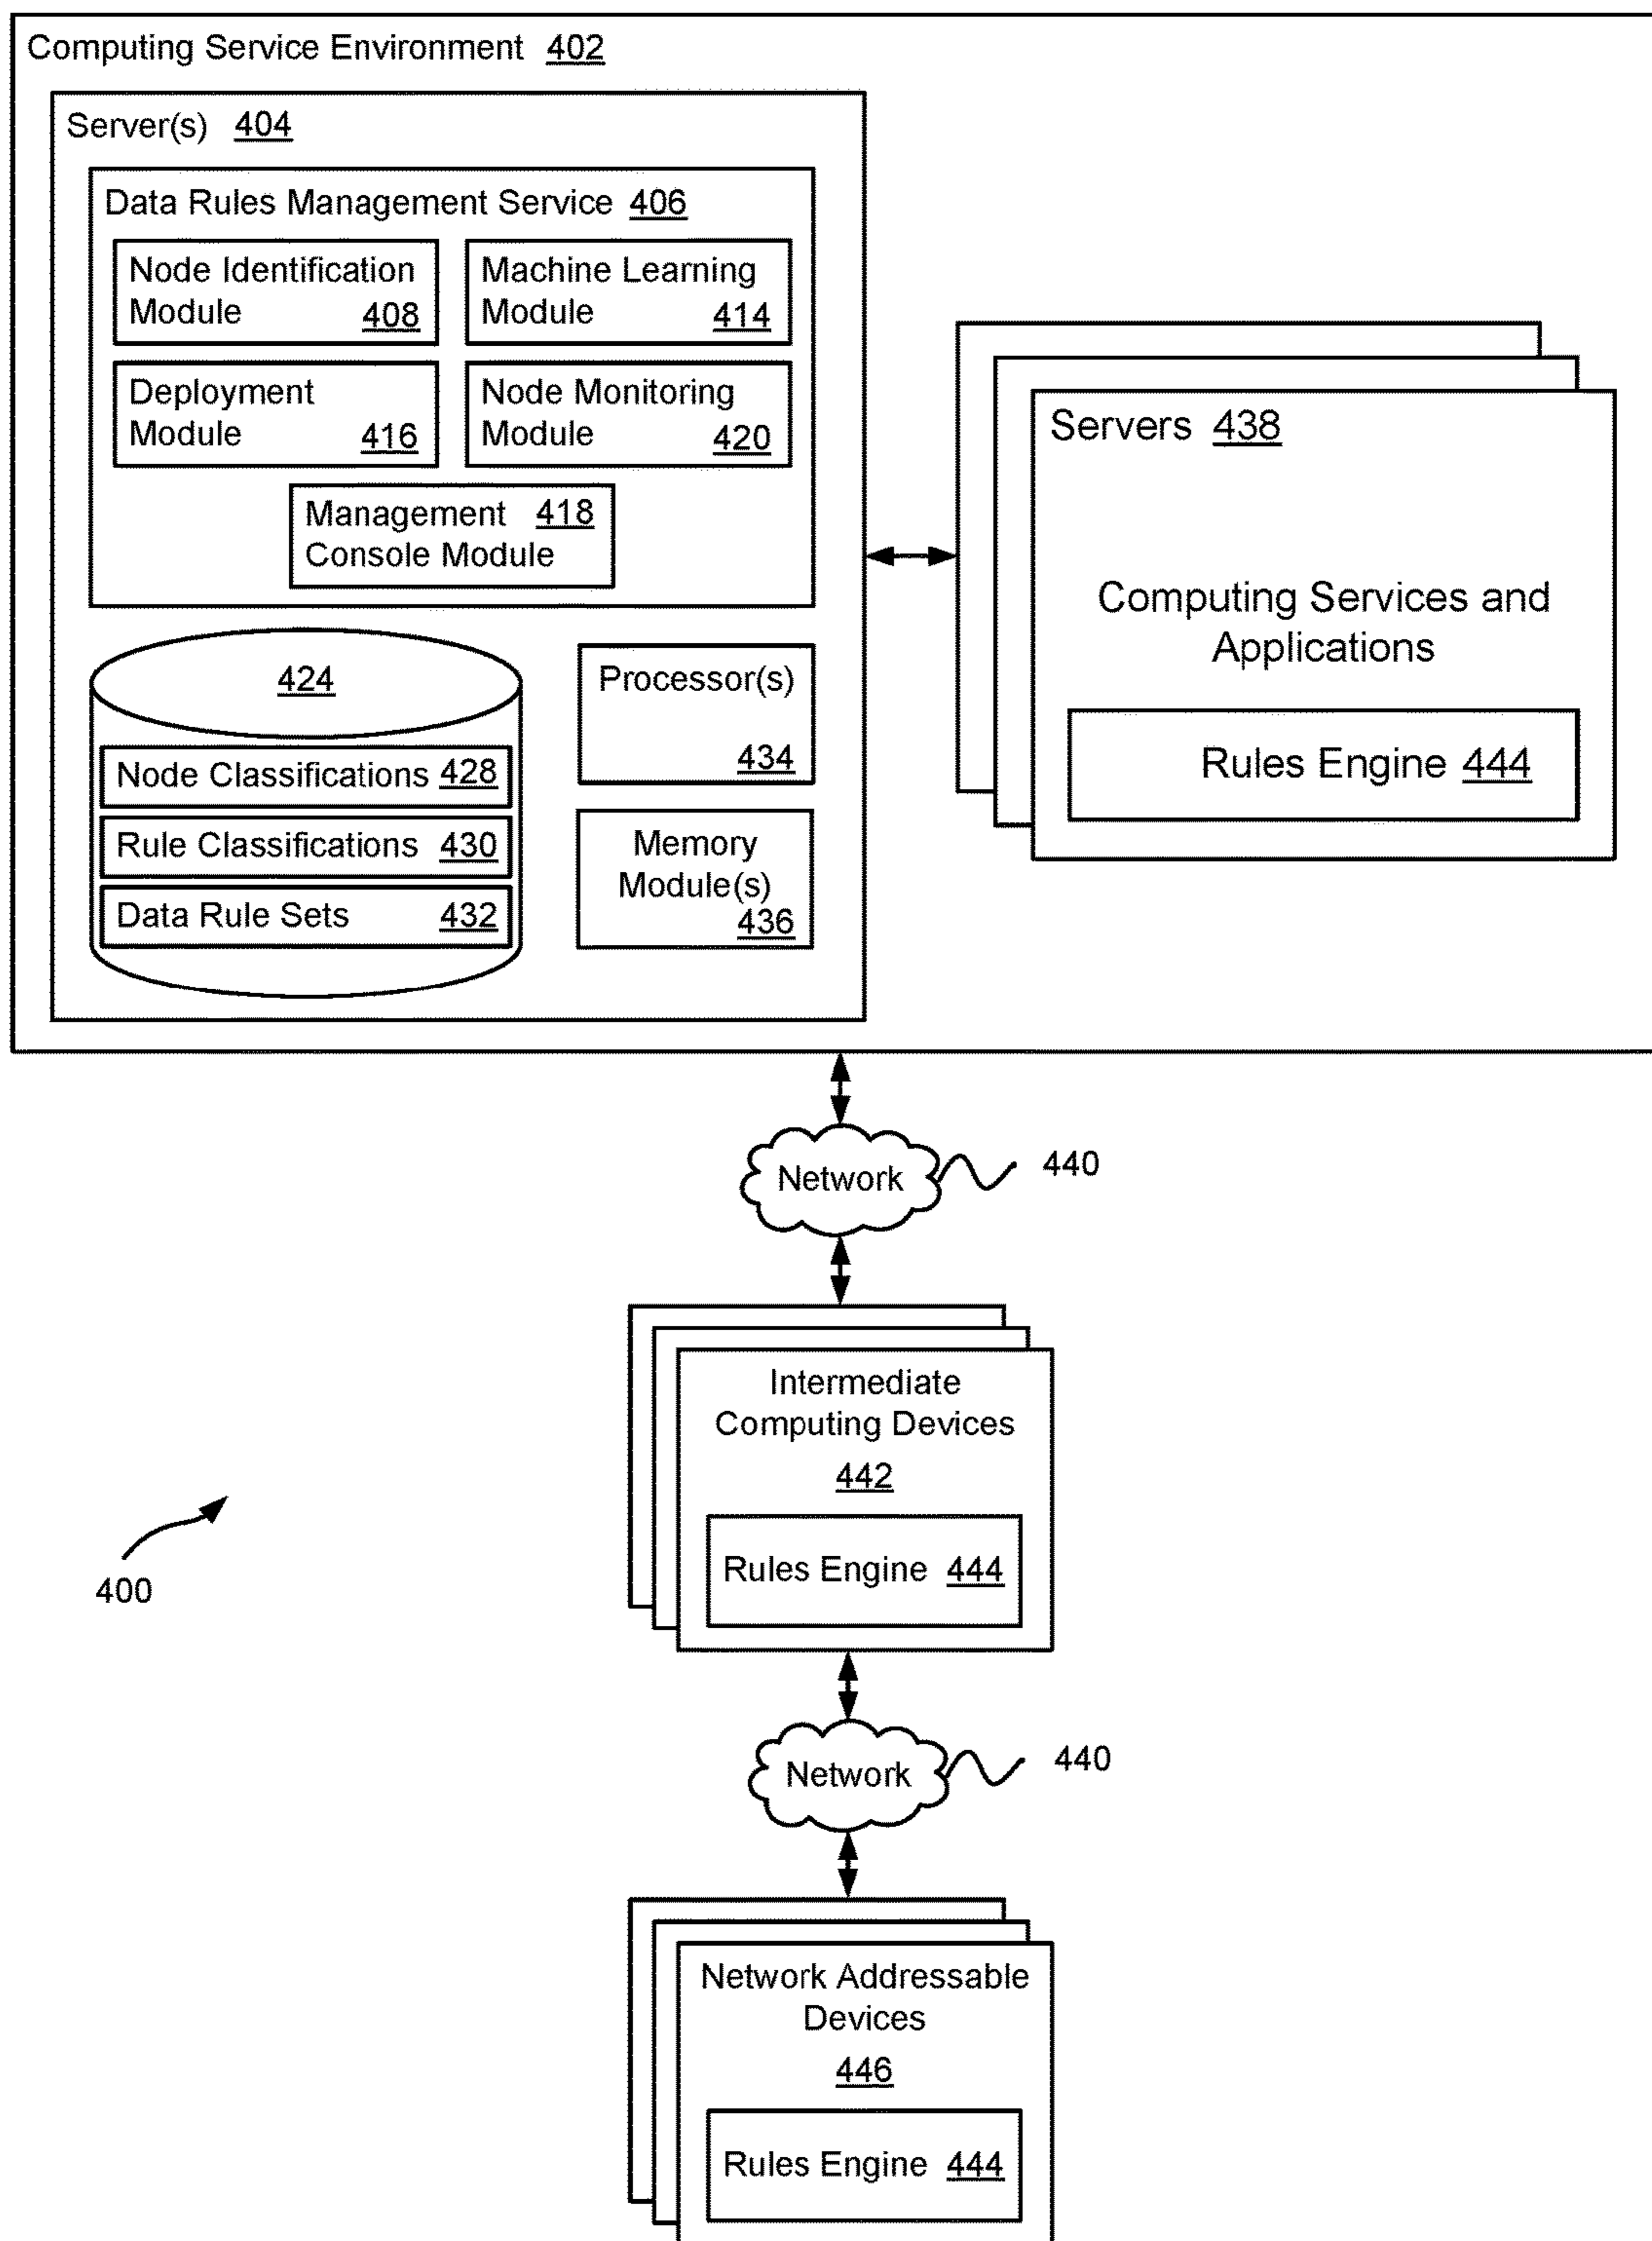 Computing Service Environment 402
Server(s) 404
Data Rules Management Service 406
Node Identification
Module 408
Machine Learning
Module 414
Deployment
Module 416
Node Monitoring
Module 420
Management 418
Console Module
424
Node Classifications 428
Rule Classifications 430
Data Rule Sets 432
Processor(s)
434
Memory
Module(s)
436
Servers 438
Computing Services and
Applications
Rules Engine 444
Network
440
Intermediate
Computing Devices
442
Rules Engine 444
400
Network
440
Network Addressable
Devices
446
Rules Engine 444